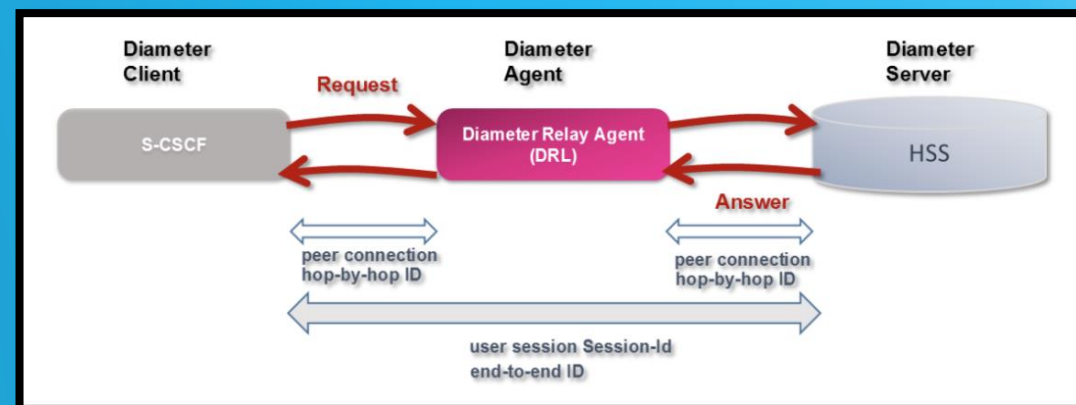 Diameter
Client
Diameter
Agent
Diameter
Server
Request
S-CSCF
Diameter Relay Agent
(DRL)
HSS
Answer
peer connection
hop-by-hop ID
peer connection
hop-by-hop ID
user session Session-Id
end-to-end ID